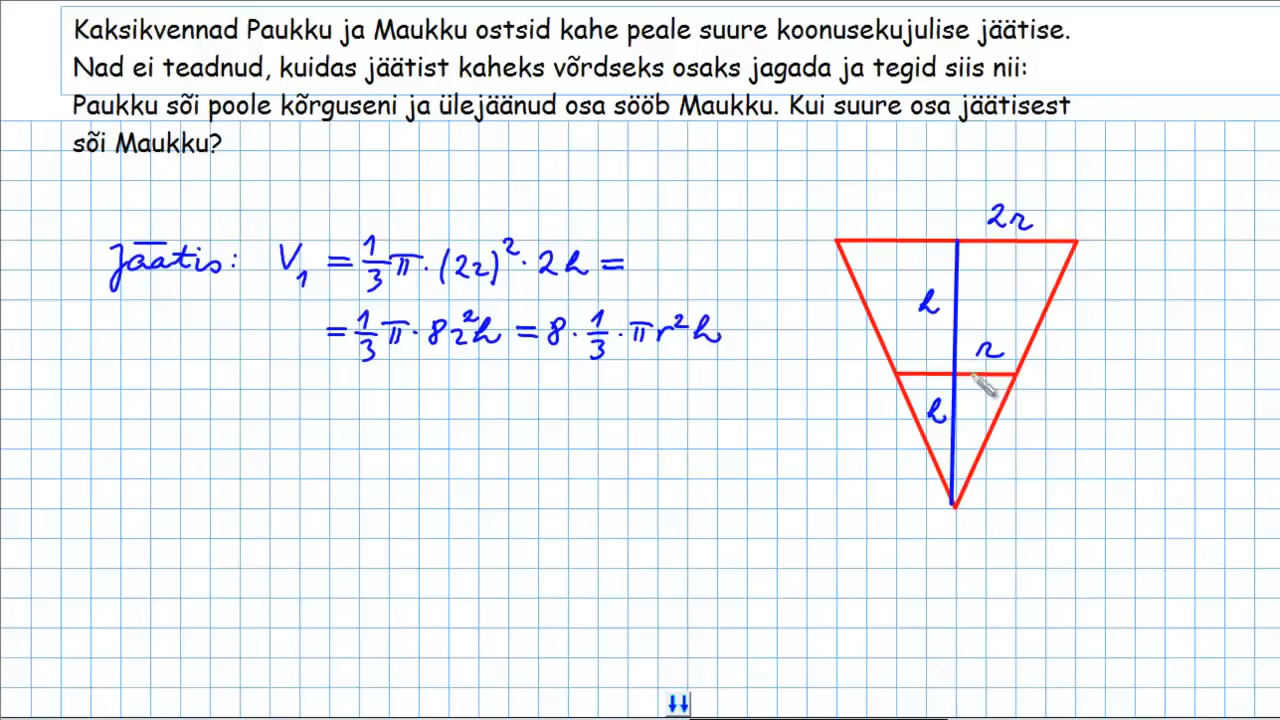 Kaksikvennad Paukku ja Maukku ostsid kahe peale suure koonusekujulise jäätise.
Nad ei teadnud, kuidas jäätist kaheks võrdseks osaks jagada ja tegid siis nii:
Paukku sõi poole kõrguseni ja ülejäänud osa sööb Maukku. Kui suure osa jäätisest
sõi Maukku?
2r
Jäätis: V₁ = 1/3 π · (2r)² · 2h =
h
= 1/3 π · 8r²h = 8 · 1/3 · πr²h
r
h